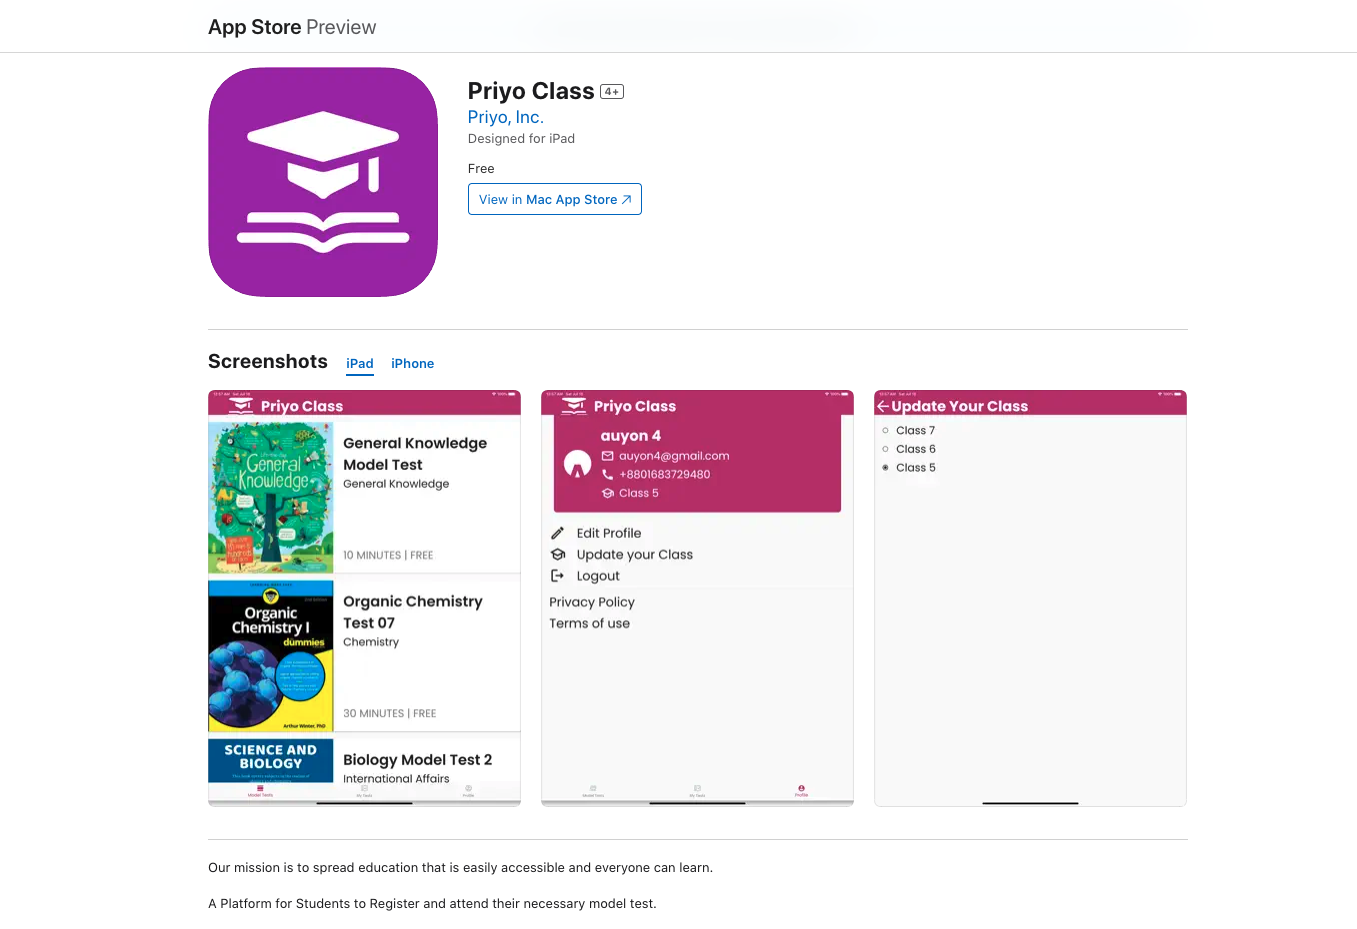 App Store Preview
Priyo Class 4+
Priyo, Inc.
Designed for iPad
Free
View in Mac App Store
Screenshots iPad iPhone
Priyo Class
General Knowledge
General Knowledge
Model Test
General Knowledge
10 MINUTES | FREE
Organic
Chemistry I
dummies
Arthur Winter, PhD
Organic Chemistry
Test 07
Chemistry
30 MINUTES | FREE
SCIENCE AND
BIOLOGY
Biology Model Test 2
International Affairs
Model Tests My Tests Profile
Priyo Class
auyon 4
auyon4@gmail.com
+8801683729480
Class 5
Edit Profile
Update your Class
Logout
Privacy Policy
Terms of use
Model Tests My Tests Profile
Update Your Class
Class 7
Class 6
Class 5
Our mission is to spread education that is easily accessible and everyone can learn.
A Platform for Students to Register and attend their necessary model test.